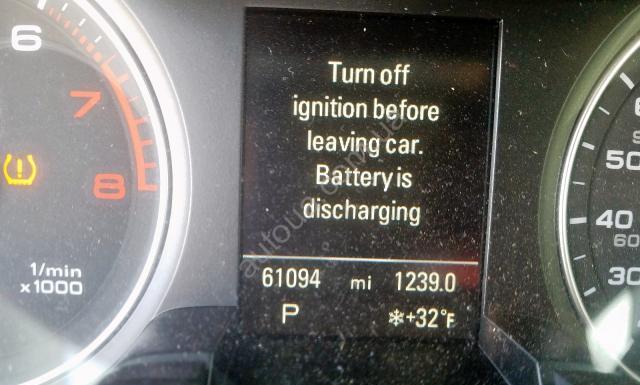 6
7
8
1/min
x1000
Turn off
ignition before
leaving car.
Battery is
discharging
61094 mi 1239.0
P ❄+32°F
50
40
60
30